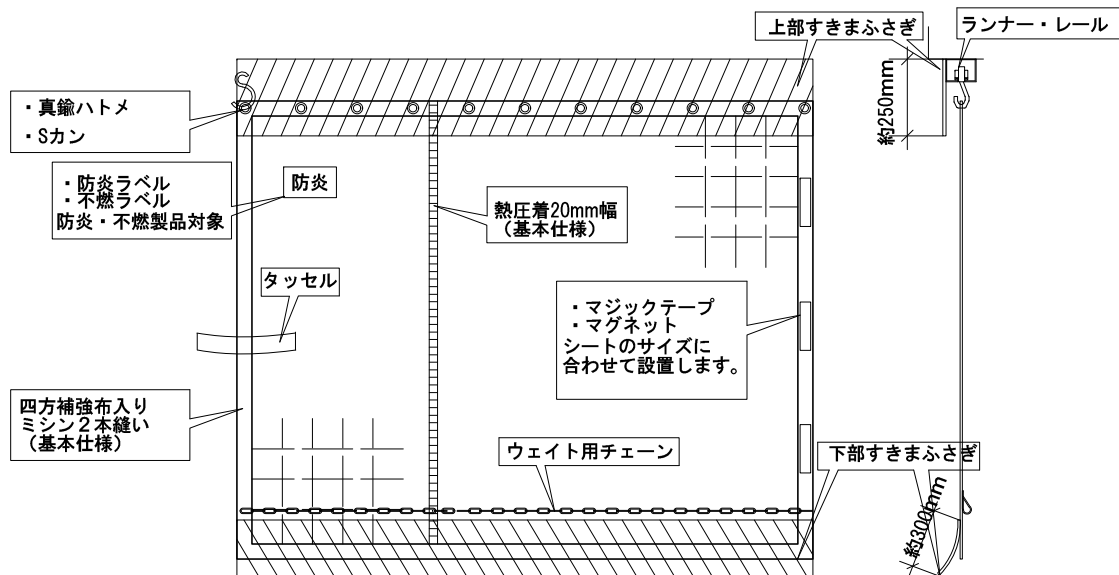 上部すきまふさぎ
ランナー・レール
約250mm
・真鍮ハトメ
・Sカン
・防炎ラベル
・不燃ラベル
防炎・不燃製品対象
防炎
熱圧着20mm幅
(基本仕様)
タッセル
・マジックテープ
・マグネット
シートのサイズに
合わせて設置します。
四方補強布入り
ミシン2本縫い
(基本仕様)
ウェイト用チェーン
下部すきまふさぎ
約300mm